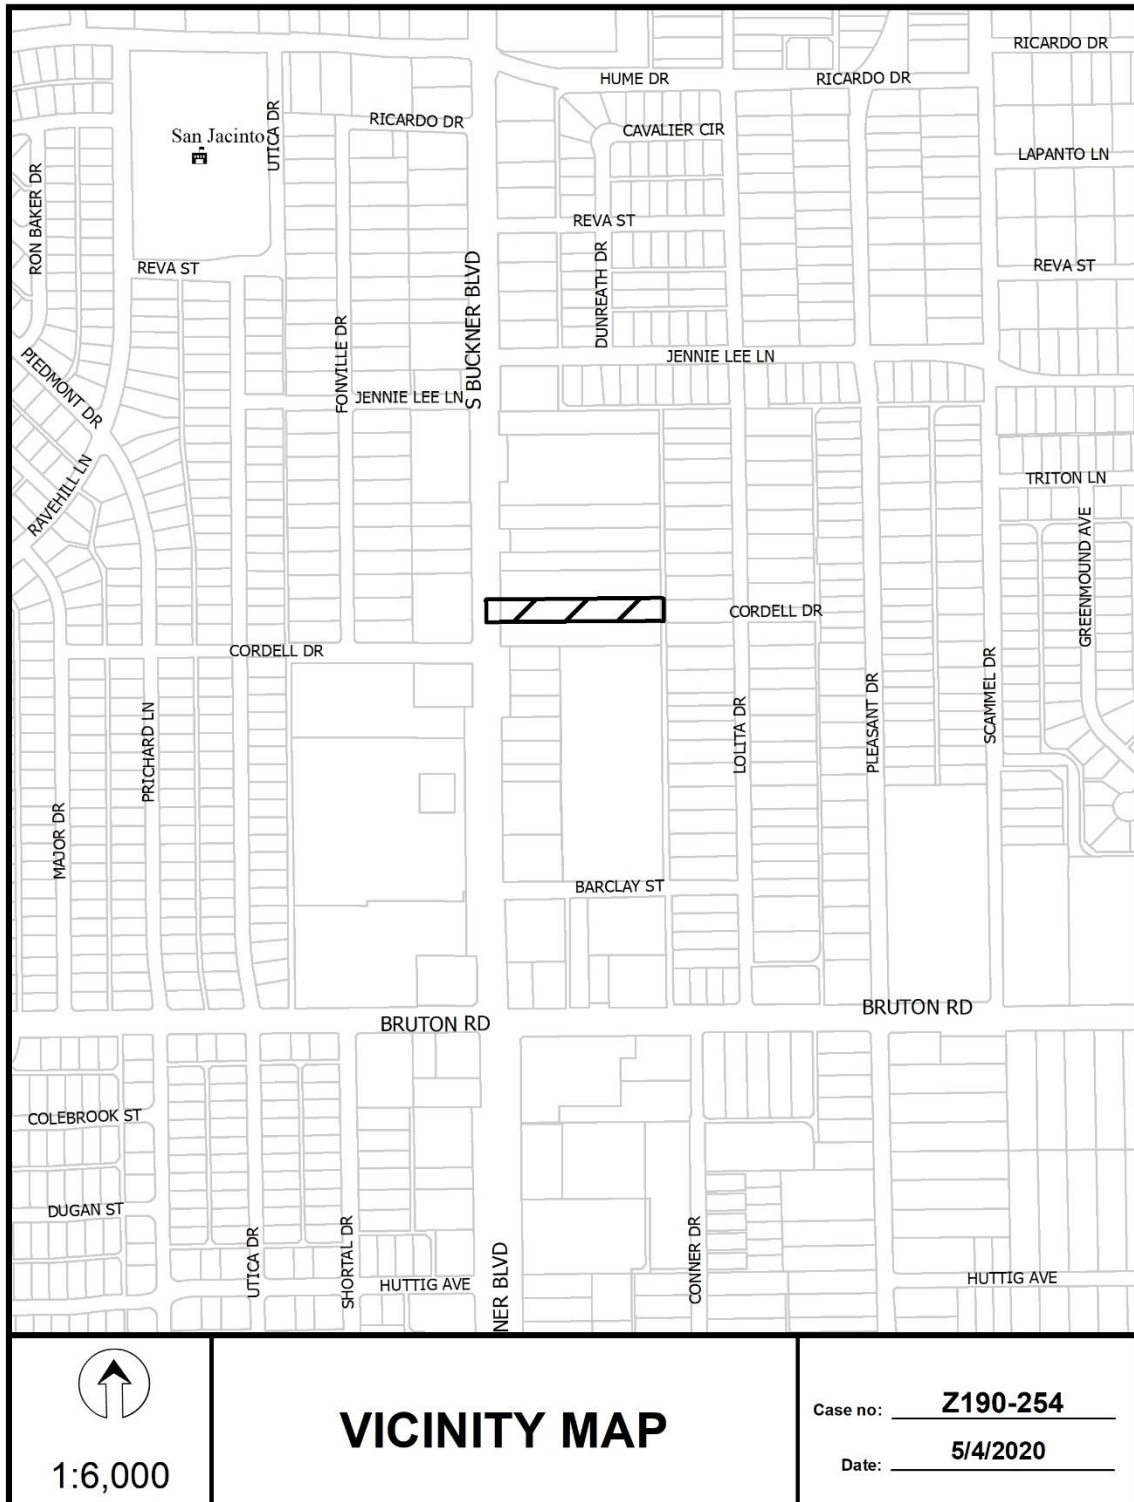 RICARDO DR
HUME DR
RICARDO DR
UTICA DR
RICARDO DR
CAVALIER CIR
San Jacinto
LAPANTO LN
RON BAKER DR
REVA ST
DUNREATH DR
REVA ST
REVA ST
S BUCKNER BLVD
FONVILLE DR
JENNIE LEE LN
PIEDMONT DR
JENNIE LEE LN
RAVEHILL LN
TRITON LN
GREENMOUND AVE
CORDELL DR
CORDELL DR
PRICHARD LN
LOLITA DR
PLEASANT DR
SCAMMEL DR
MAJOR DR
BARCLAY ST
BRUTON RD
BRUTON RD
COLEBROOK ST
DUGAN ST
UTICA DR
SHORTAL DR
HUTTIG AVE
NER BLVD
CONNER DR
HUTTIG AVE
1:6,000
VICINITY MAP
Case no: Z190-254
Date: 5/4/2020